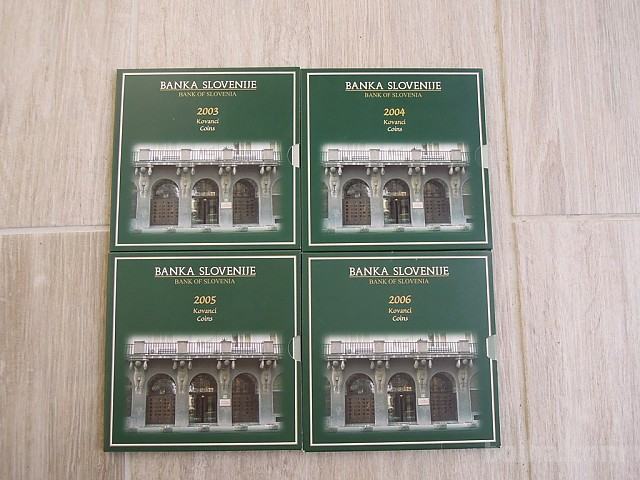 BANKA SLOVENIJE
BANK OF SLOVENIA
2003
Kovanci
Coins
BANKA SLOVENIJE
BANK OF SLOVENIA
2004
Kovanci
Coins
BANKA SLOVENIJE
BANK OF SLOVENIA
2005
Kovanci
Coins
BANKA SLOVENIJE
BANK OF SLOVENIA
2006
Kovanci
Coins